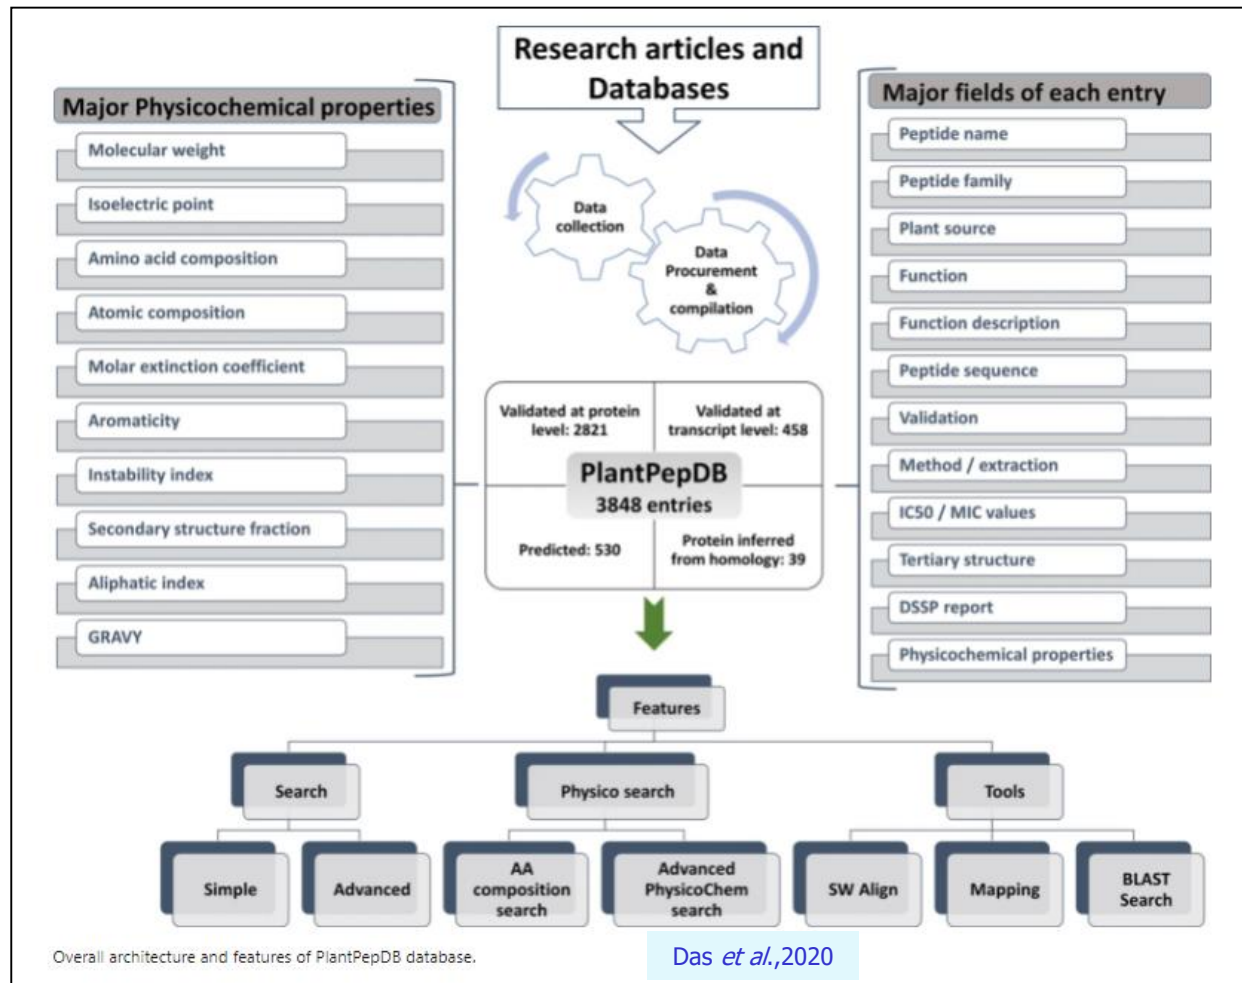 Research articles and
Databases
Major Physicochemical properties
Molecular weight
Isoelectric point
Amino acid composition
Atomic composition
Molar extinction coefficient
Aromaticity
Instability index
Secondary structure fraction
Aliphatic index
GRAVY
Data
collection
Data
Procurement
&
compilation
Validated at protein
level: 2821
Validated at
transcript level: 458
PlantPepDB
3848 entries
Predicted: 530
Protein inferred
from homology: 39
Major fields of each entry
Peptide name
Peptide family
Plant source
Function
Function description
Peptide sequence
Validation
Method / extraction
IC50 / MIC values
Tertiary structure
DSSP report
Physicochemical properties
Features
Search
Physico search
Tools
Simple
Advanced
AA
composition
search
Advanced
PhysicoChem
search
SW Align
Mapping
BLAST
Search
Overall architecture and features of PlantPepDB database.
Das et al.,2020